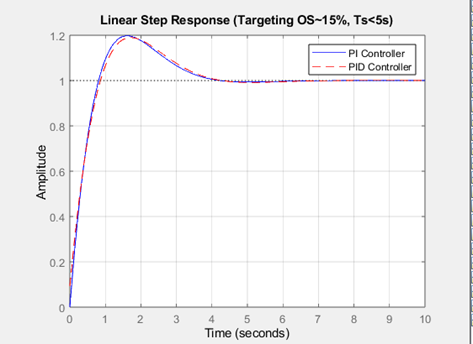 Linear Step Response (Targeting OS~15%, Ts<5s)
1.2
1
0.8
0.6
0.4
0.2
0
Amplitude
PI Controller
PID Controller
0 1 2 3 4 5 6 7 8 9 10
Time (seconds)